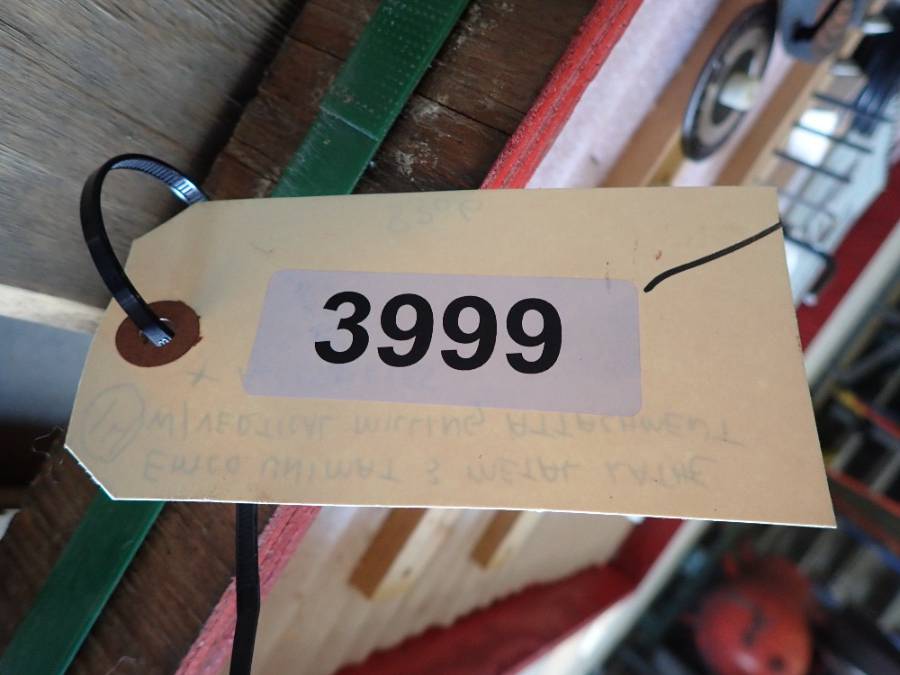 3999
EMCO UNIMAT 3 METAL LATHE
W/VERTICAL MILLING ATTACHMENT